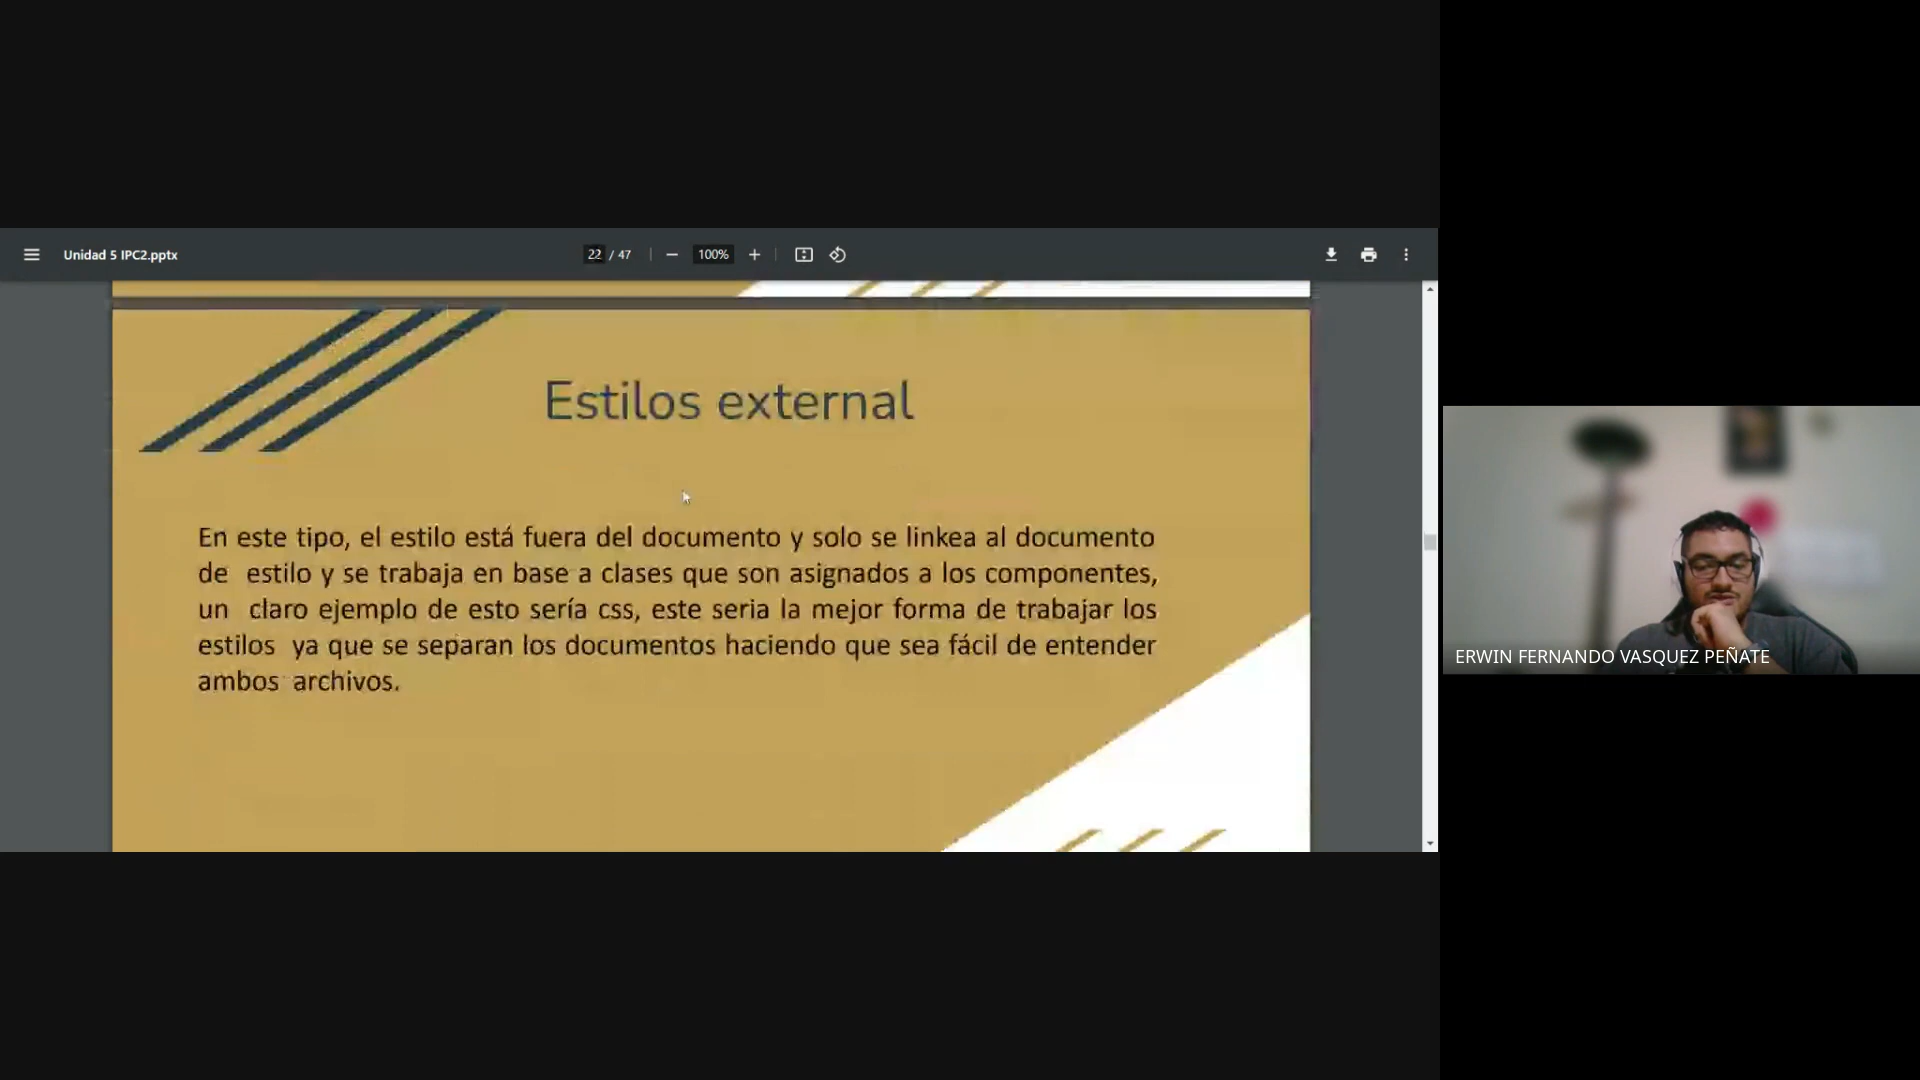 Unidad 5 IPC2.pptx
22 / 47
100%
Estilos external
En este tipo, el estilo está fuera del documento y solo se linkea al documento
de estilo y se trabaja en base a clases que son asignados a los componentes,
un claro ejemplo de esto sería css, este seria la mejor forma de trabajar los
estilos ya que se separan los documentos haciendo que sea fácil de entender
ambos archivos.
ERWIN FERNANDO VASQUEZ PEÑATE